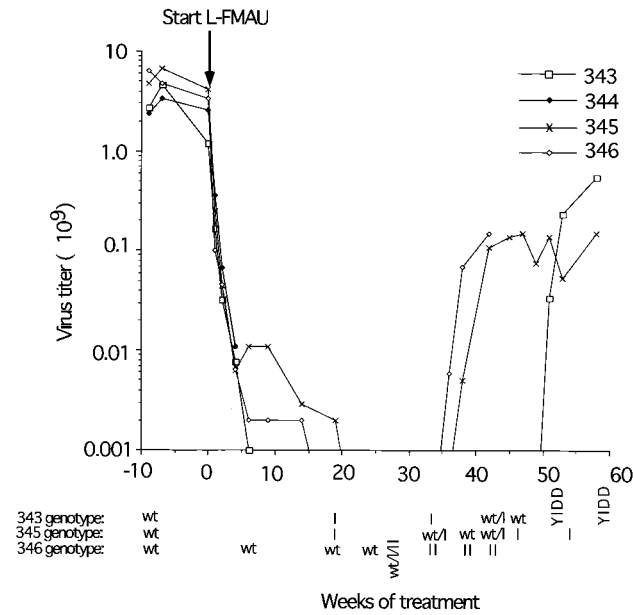 Start L-FMAU
10
1.0
0.1
0.01
0.001
Virus titer ( 10⁹)
343
344
345
346
-10 0 10 20 30 40 50 60
343 genotype: wt I I wt/I wt YIDD YIDD
345 genotype: wt I wt/I wt wt/I I I
346 genotype: wt wt wt wt wt/I/II II II II
Weeks of treatment